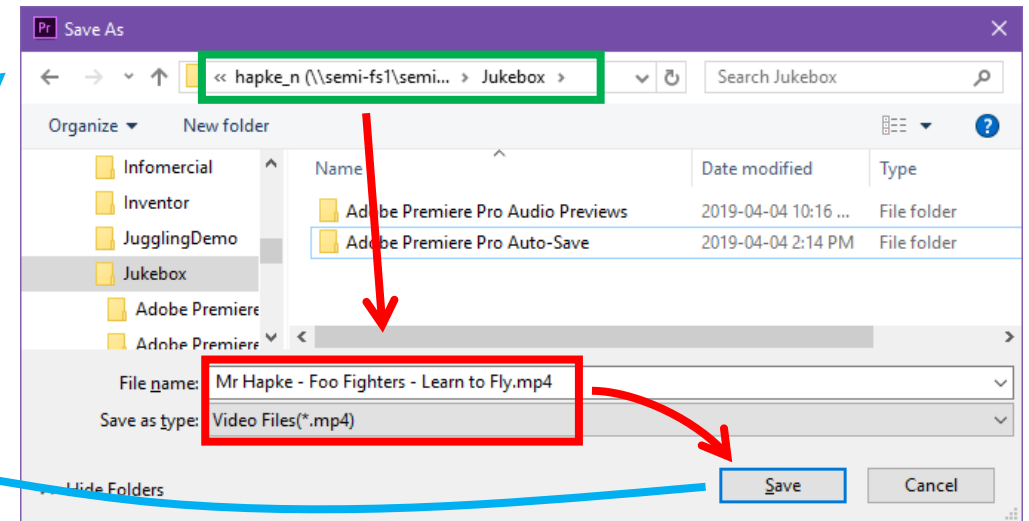 Pr Save As
« hapke_n (\\semi-fs1\semi... › Jukebox ›
Search Jukebox
Organize
New folder
?
Infomercial
Name
Date modified
Type
Inventor
Adobe Premiere Pro Audio Previews
2019-04-04 10:16 ...
File folder
JugglingDemo
Adobe Premiere Pro Auto-Save
2019-04-04 2:14 PM
File folder
Jukebox
Adobe Premiere
Adobe Premiere
File name: Mr Hapke - Foo Fighters - Learn to Fly.mp4
Save as type: Video Files(*.mp4)
Hide Folders
Save
Cancel